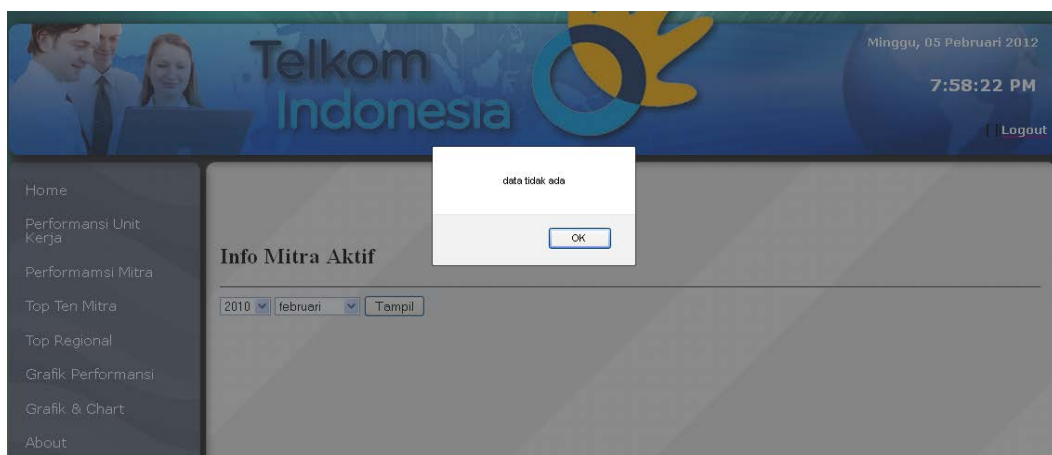 Telkom
Indonesia
Minggu, 05 Pebruari 2012
7:58:22 PM
[ ]Logout
data tidak ada
OK
Home
Performansi Unit
Kerja
Performamsi Mitra
Top Ten Mitra
Top Regional
Grafik Performansi
Grafik & Chart
About
Info Mitra Aktif
2010 februari Tampil